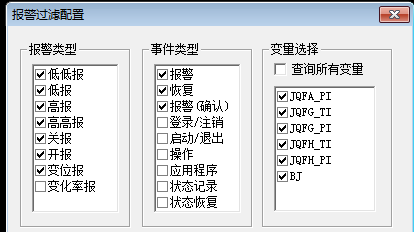 报警过滤配置
报警类型
低低报
低报
高报
高高报
关报
开报
变位报
变化率报
事件类型
报警
恢复
报警(确认)
登录/注销
启动/退出
操作
应用程序
状态记录
状态恢复
变量选择
查询所有变量
JQFA_PI
JQFG_TI
JQFG_PI
JQFH_TI
JQFH_PI
BJ